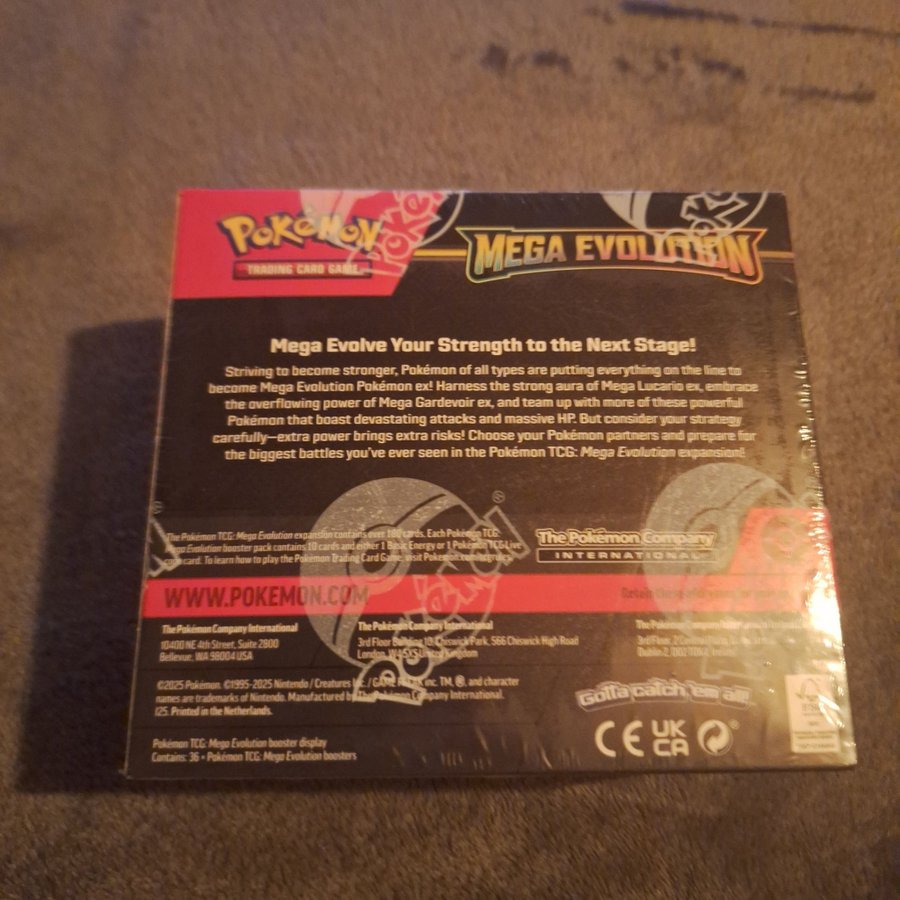 POKéMON
TRADING CARD GAME
MEGA EVOLUTION
Mega Evolve Your Strength to the Next Stage!
Striving to become stronger, Pokémon of all types are putting everything on the line to
become Mega Evolution Pokémon ex! Harness the strong aura of Mega Lucario ex, embrace
the overflowing power of Mega Gardevoir ex, and team up with more of these powerful
Pokémon that boast devastating attacks and massive HP. But consider your strategy
carefully—extra power brings extra risks! Choose your Pokémon partners and prepare for
the biggest battles you've ever seen in the Pokémon TCG: Mega Evolution expansion!
The Pokémon TCG: Mega Evolution expansion contains over 180 cards. Each Pokémon TCG:
Mega Evolution booster pack contains 10 cards and either 1 Basic Energy or 1 Pokémon TCG Live
code card. To learn how to play the Pokémon Trading Card Game, visit
The Pokémon Company
INTERNATIONAL
WWW.POKEMON.COM
The Pokémon Company International
10400 NE 4th Street, Suite 2800
Bellevue, WA 98004 USA
The Pokémon Company International
3rd Floor Building 10, Chiswick Park, 566 Chiswick High Road
London, W4 5XS United Kingdom
The Pokémon Company
3rd Floor,
Dublin 2, D02 Ireland
©2025 Pokémon. ©1995-2025 Nintendo / Creatures Inc. / GAME FREAK inc. TM, ®, and character
names are trademarks of Nintendo. Manufactured by The Pokémon Company International.
125. Printed in the Netherlands.
Gotta catch 'em all!
CE UK
CA
Pokémon TCG: Mega Evolution booster display
Contains: 36 • Pokémon TCG: Mega Evolution boosters